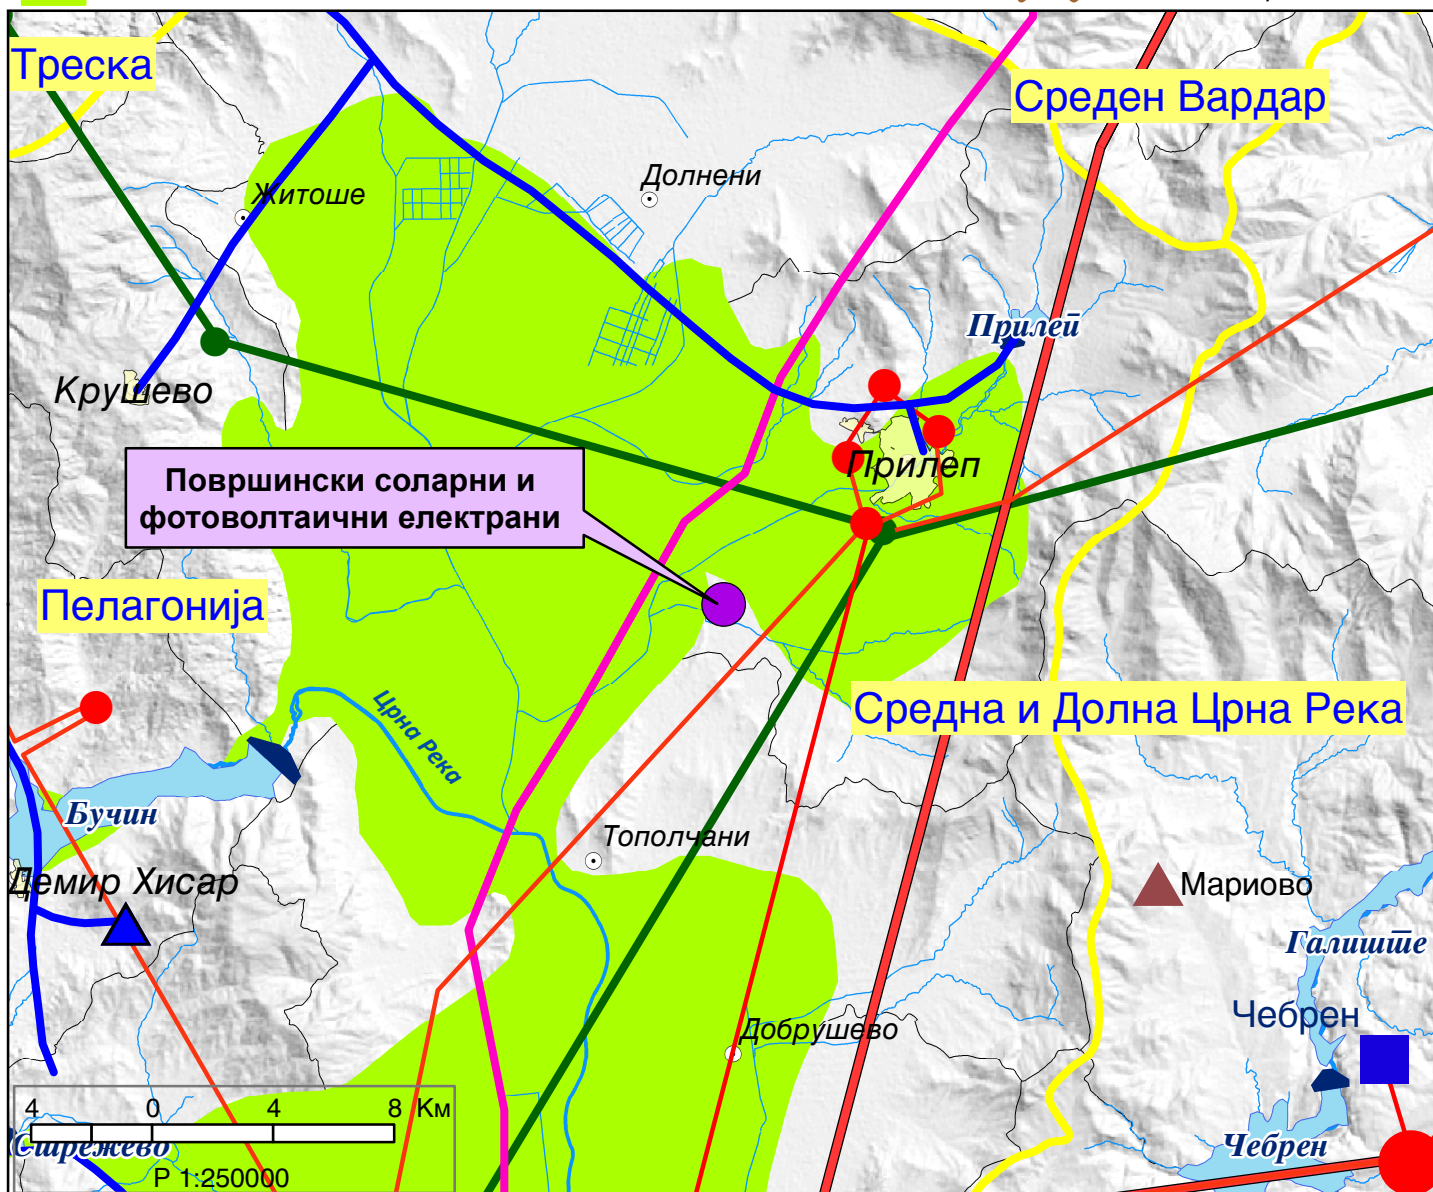 Треска
Среден Вардар
Житоше
Долнени
Прилеп
Крушево
Прилеп
Површински соларни и
фотоволтаични електрани
Пелагонија
Средна и Долна Црна Река
Црна Река
Бучин
Тополчани
Демир Хисар
Мариово
Галиште
Чебрен
Добрушево
4 0 4 8 Км
Стрежево
Чебрен
Р 1:250000